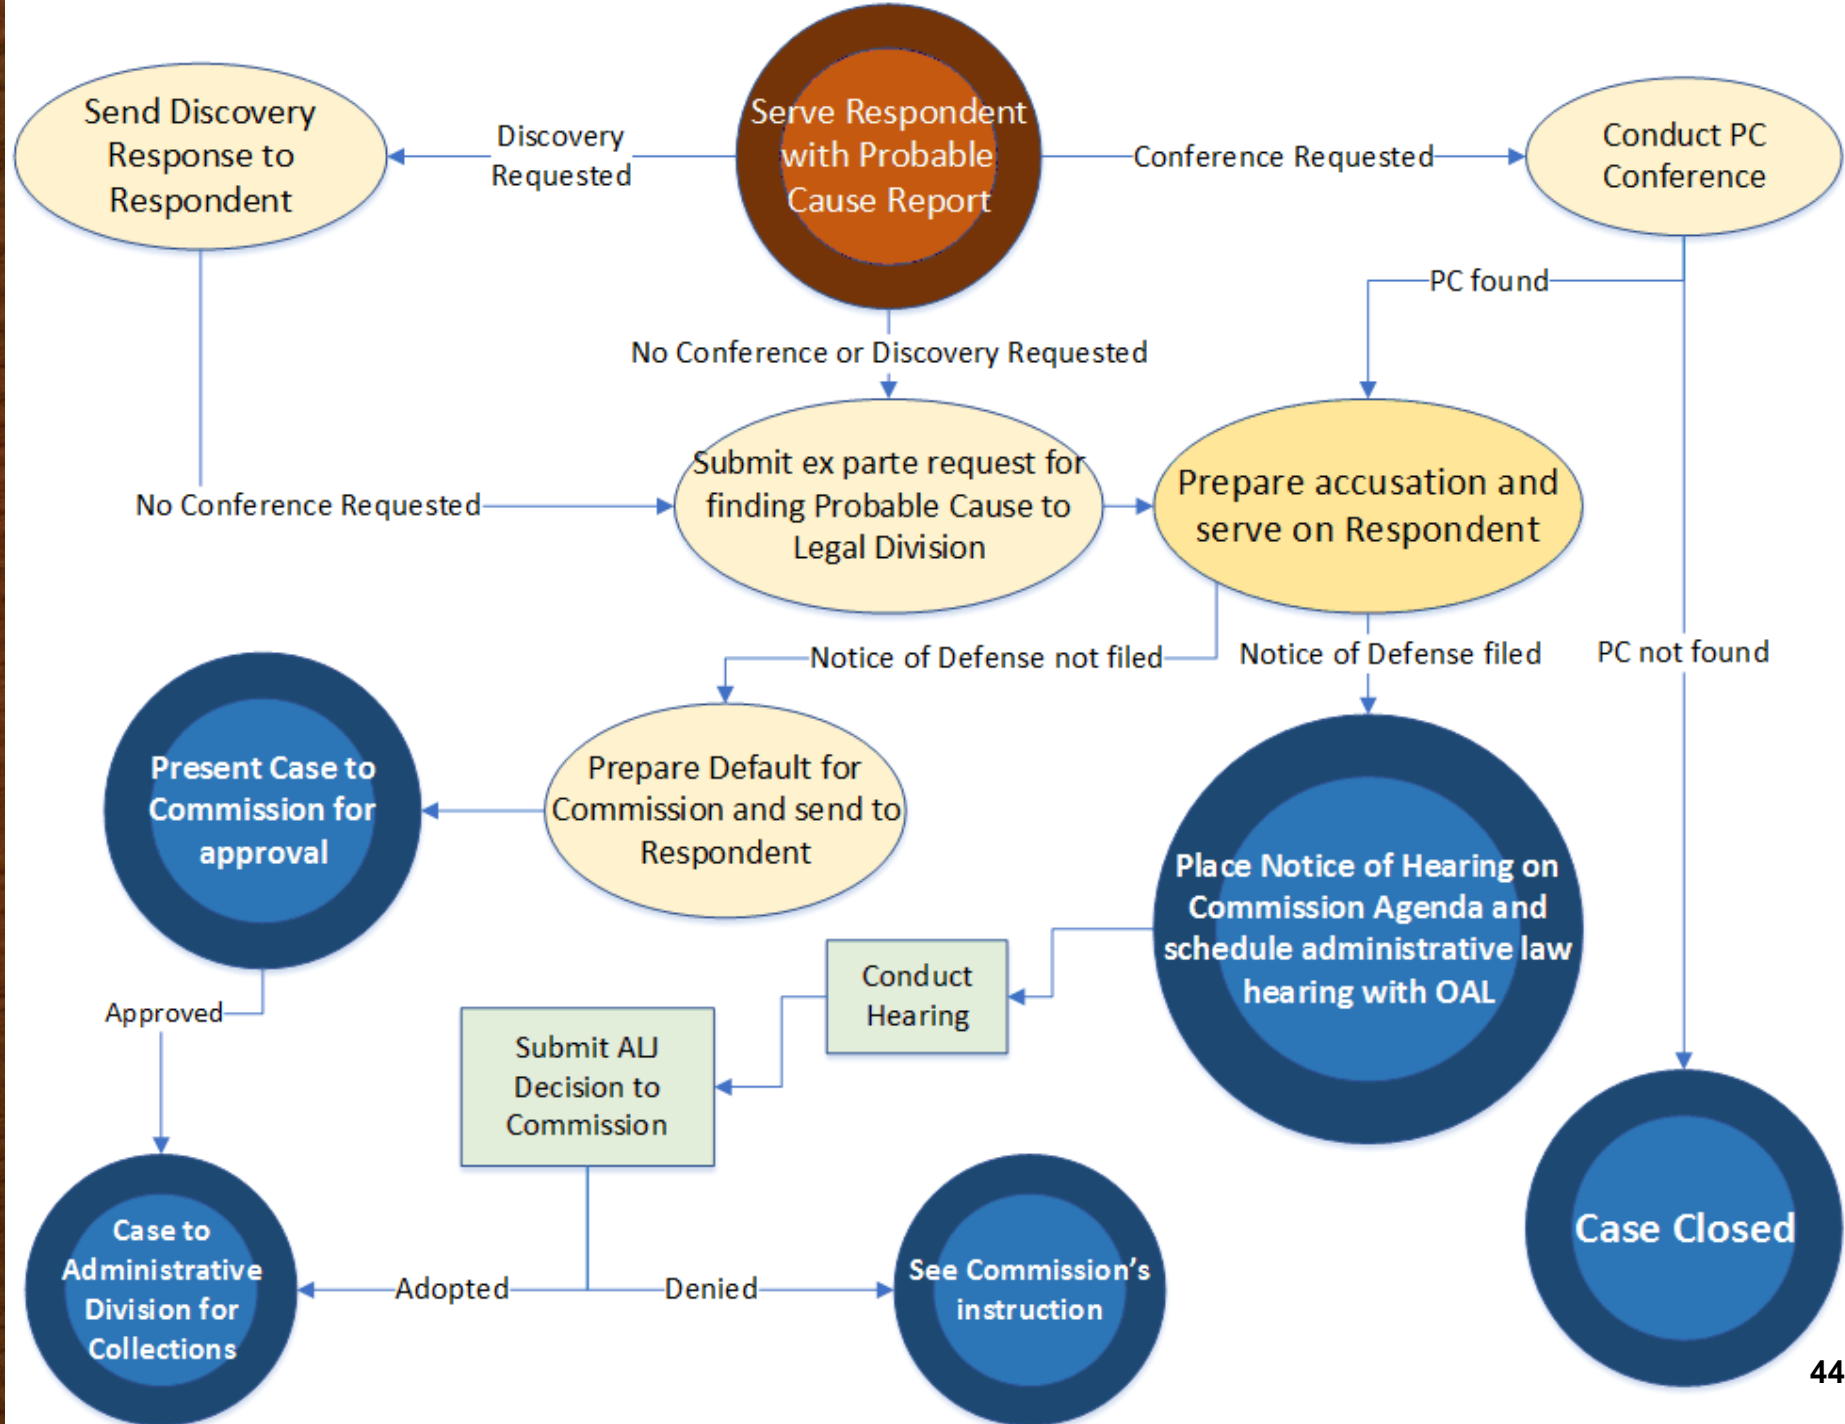 Send Discovery
Response to
Respondent
Discovery
Requested
Serve Respondent
with Probable
Cause Report
Conference Requested
Conduct PC
Conference
PC found
No Conference or Discovery Requested
Submit ex parte request for
finding Probable Cause to
Legal Division
No Conference Requested
Prepare accusation and
serve on Respondent
Notice of Defense not filed
Notice of Defense filed
PC not found
Present Case to
Commission for
approval
Prepare Default for
Commission and send to
Respondent
Place Notice of Hearing on
Commission Agenda and
schedule administrative law
hearing with OAL
Conduct
Hearing
Approved
Submit ALJ
Decision to
Commission
Case to
Administrative
Division for
Collections
Adopted
Denied
See Commission’s
instruction
Case Closed
44